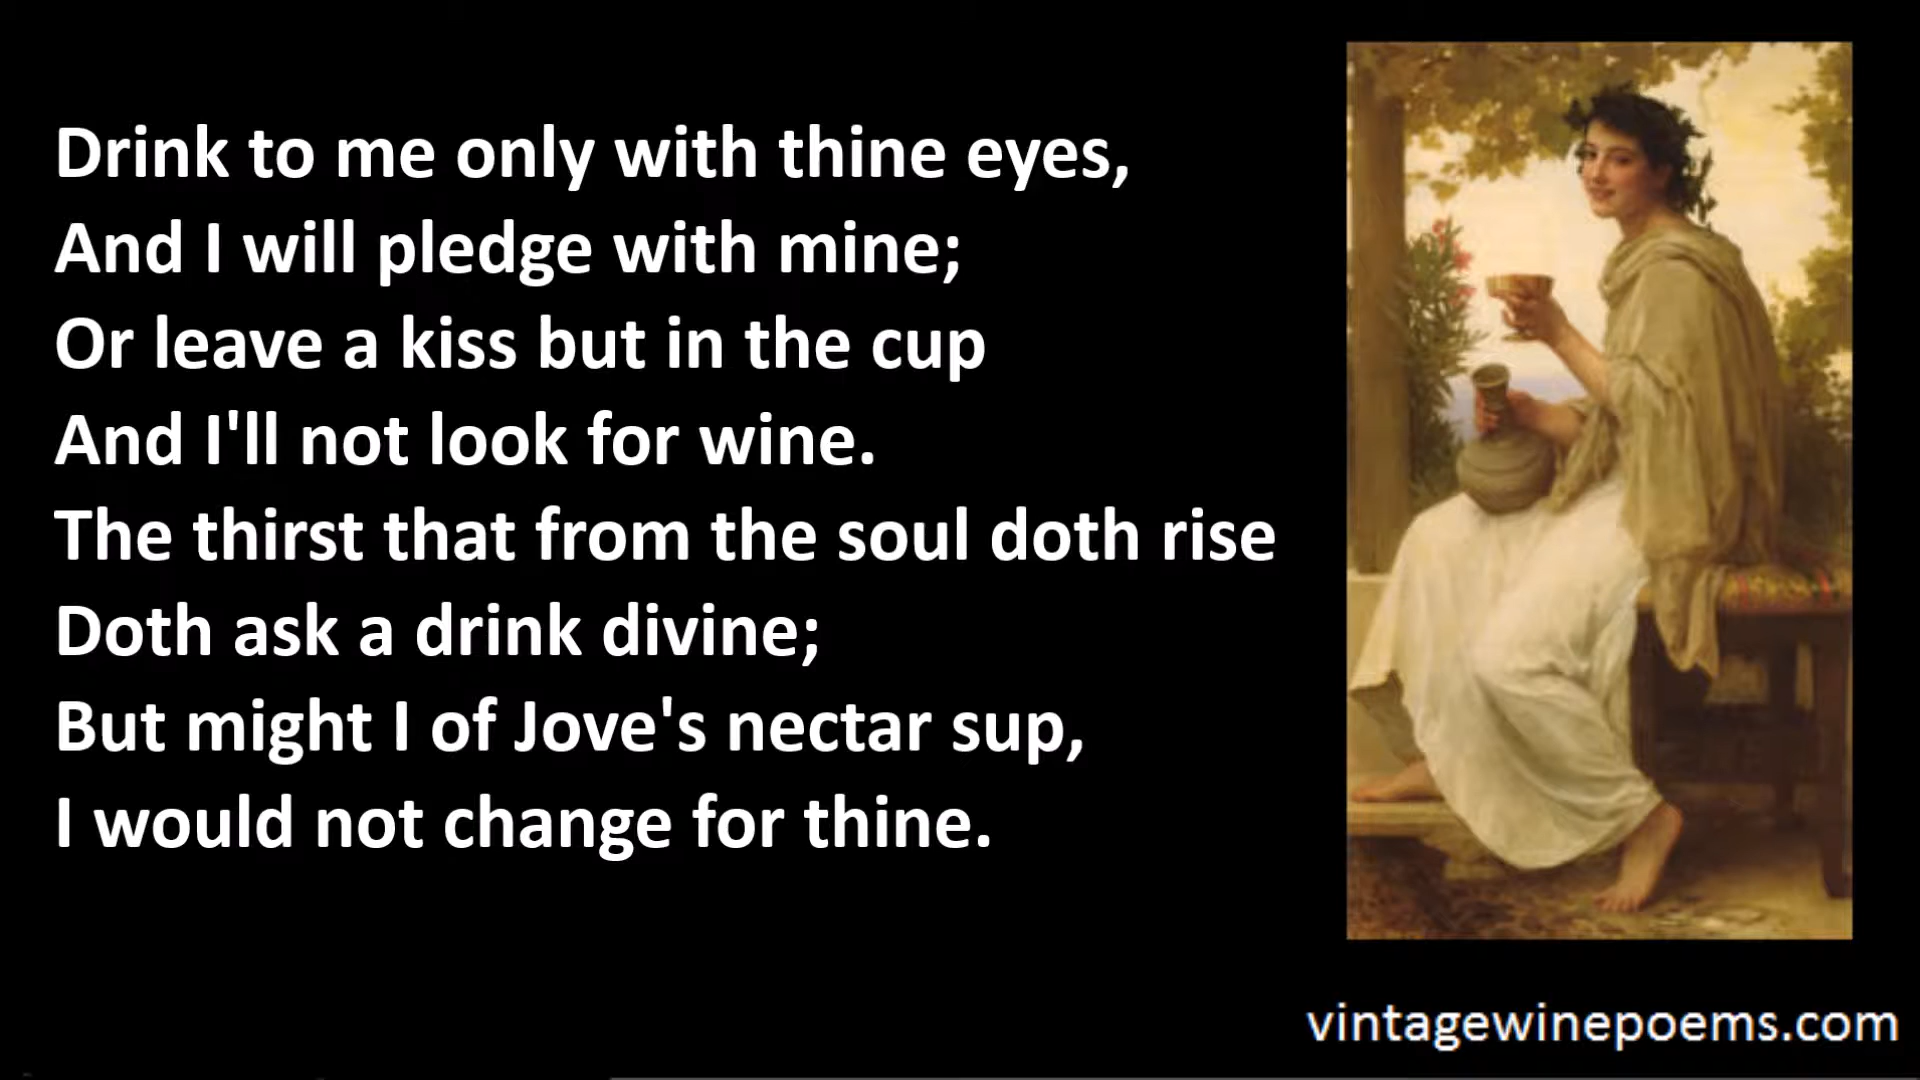 Drink to me only with thine eyes,
And I will pledge with mine;
Or leave a kiss but in the cup
And I'll not look for wine.
The thirst that from the soul doth rise
Doth ask a drink divine;
But might I of Jove's nectar sup,
I would not change for thine.
vintagewinepoems.com